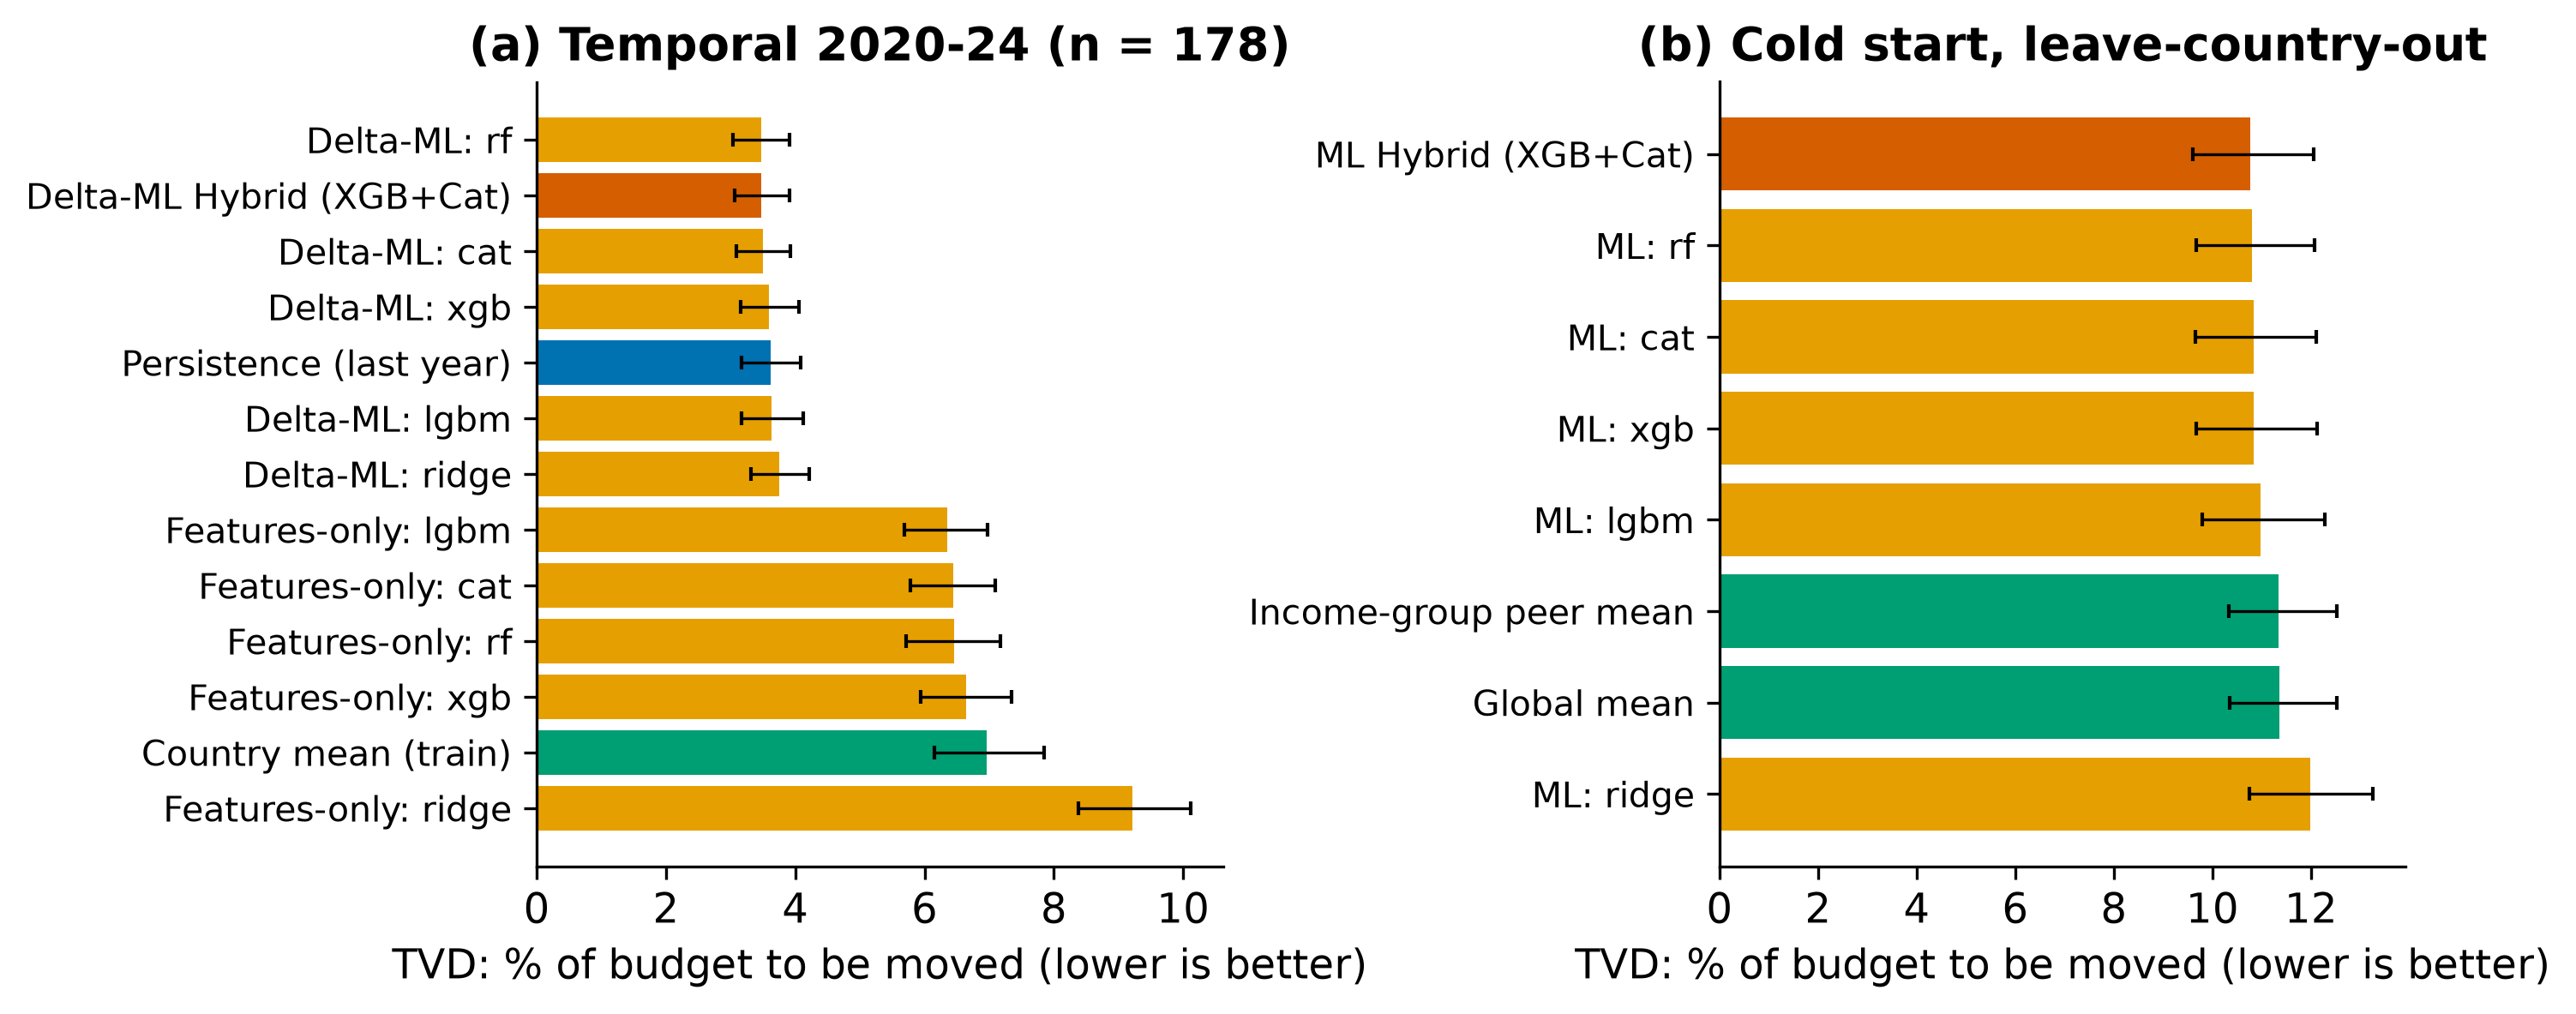 (a) Temporal 2020-24 (n = 178)
Delta-ML: rf
Delta-ML Hybrid (XGB+Cat)
Delta-ML: cat
Delta-ML: xgb
Persistence (last year)
Delta-ML: lgbm
Delta-ML: ridge
Features-only: lgbm
Features-only: cat
Features-only: rf
Features-only: xgb
Country mean (train)
Features-only: ridge
0 2 4 6 8 10
TVD: % of budget to be moved (lower is better)
(b) Cold start, leave-country-out
ML Hybrid (XGB+Cat)
ML: rf
ML: cat
ML: xgb
ML: lgbm
Income-group peer mean
Global mean
ML: ridge
0 2 4 6 8 10 12
TVD: % of budget to be moved (lower is better)